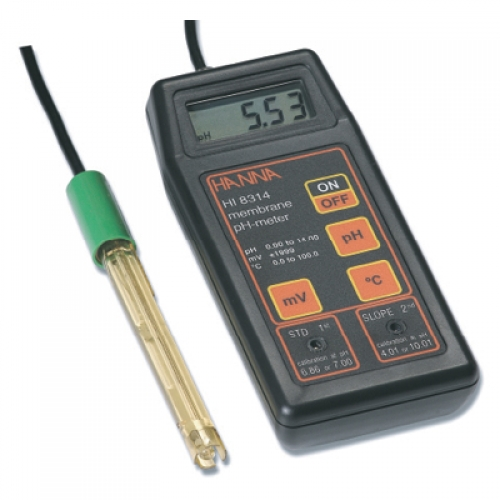 5.53
pH
HANNA
HI 8314
membrane
pH-meter
ON
OFF
pH 0.00 to 14.00
mV ±1999
°C 0.0 to 100.0
pH
°C
mV
STD 1st
calibration at pH
6.86 or 7.00
SLOPE 2nd
calibration at pH
4.01 or 10.01